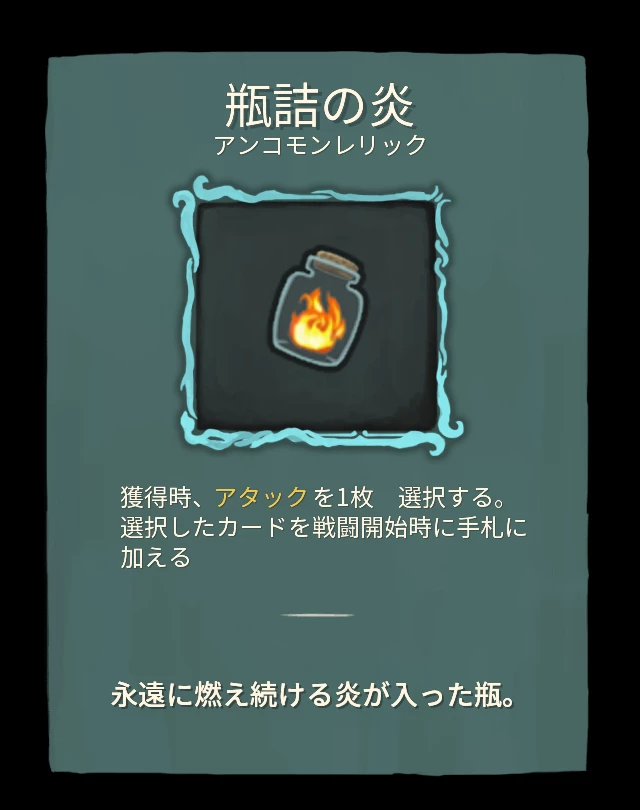 瓶詰の炎
アンコモンレリック
獲得時、アタックを1枚　選択する。
選択したカードを戦闘開始時に手札に
加える
永遠に燃え続ける炎が入った瓶。